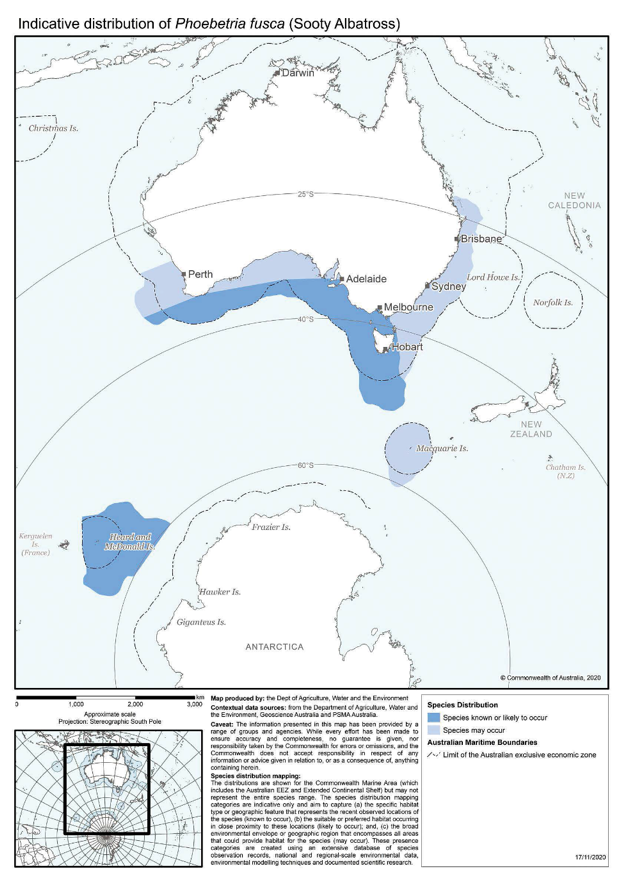 Indicative distribution of Phoebetria fusca (Sooty Albatross)
Darwin
Christmas Is.
25°S
NEW
CALEDONIA
Brisbane
Perth
Adelaide
Lord Howe Is.
Sydney
Norfolk Is.
Melbourne
40°S
Hobart
NEW
ZEALAND
Macquarie Is.
60°S
Chatham Is.
(N.Z)
Frazier Is.
Kerguelen
Is.
(France)
Heard and
McDonald Is.
Hawker Is.
Giganteus Is.
ANTARCTICA
© Commonwealth of Australia, 2020
km
0 1,000 2,000 3,000
Approximate scale
Projection: Stereographic South Pole
Map produced by: the Dept of Agriculture, Water and the Environment
Contextual data sources: from the Department of Agriculture, Water and
the Environment, Geoscience Australia and PSMA Australia.
Caveat: The information presented in this map has been provided by a
range of groups and agencies. While every effort has been made to
ensure accuracy and completeness, no guarantee is given, nor
responsibility taken by the Commonwealth for errors or omissions, and the
Commonwealth does not accept responsibility in respect of any
information or advice given in relation to, or as a consequence of, anything
containing herein.
Species distribution mapping:
The distributions are shown for the Commonwealth Marine Area (which
includes the Australian EEZ and Extended Continental Shelf) but may not
represent the entire species range. The species distribution mapping
categories are indicative only and aim to capture (a) the specific habitat
type or geographic feature that represents the recent observed locations of
the species (known to occur), (b) the suitable or preferred habitat occurring
in close proximity to these locations (likely to occur); and, (c) the broad
environmental envelope or geographic region that encompasses all areas
that could provide habitat for the species (may occur). These presence
categories are created using an extensive database of species
observation records, national and regional-scale environmental data,
environmental modelling techniques and documented scientific research.
Species Distribution
Species known or likely to occur
Species may occur
Australian Maritime Boundaries
Limit of the Australian exclusive economic zone
17/11/2020